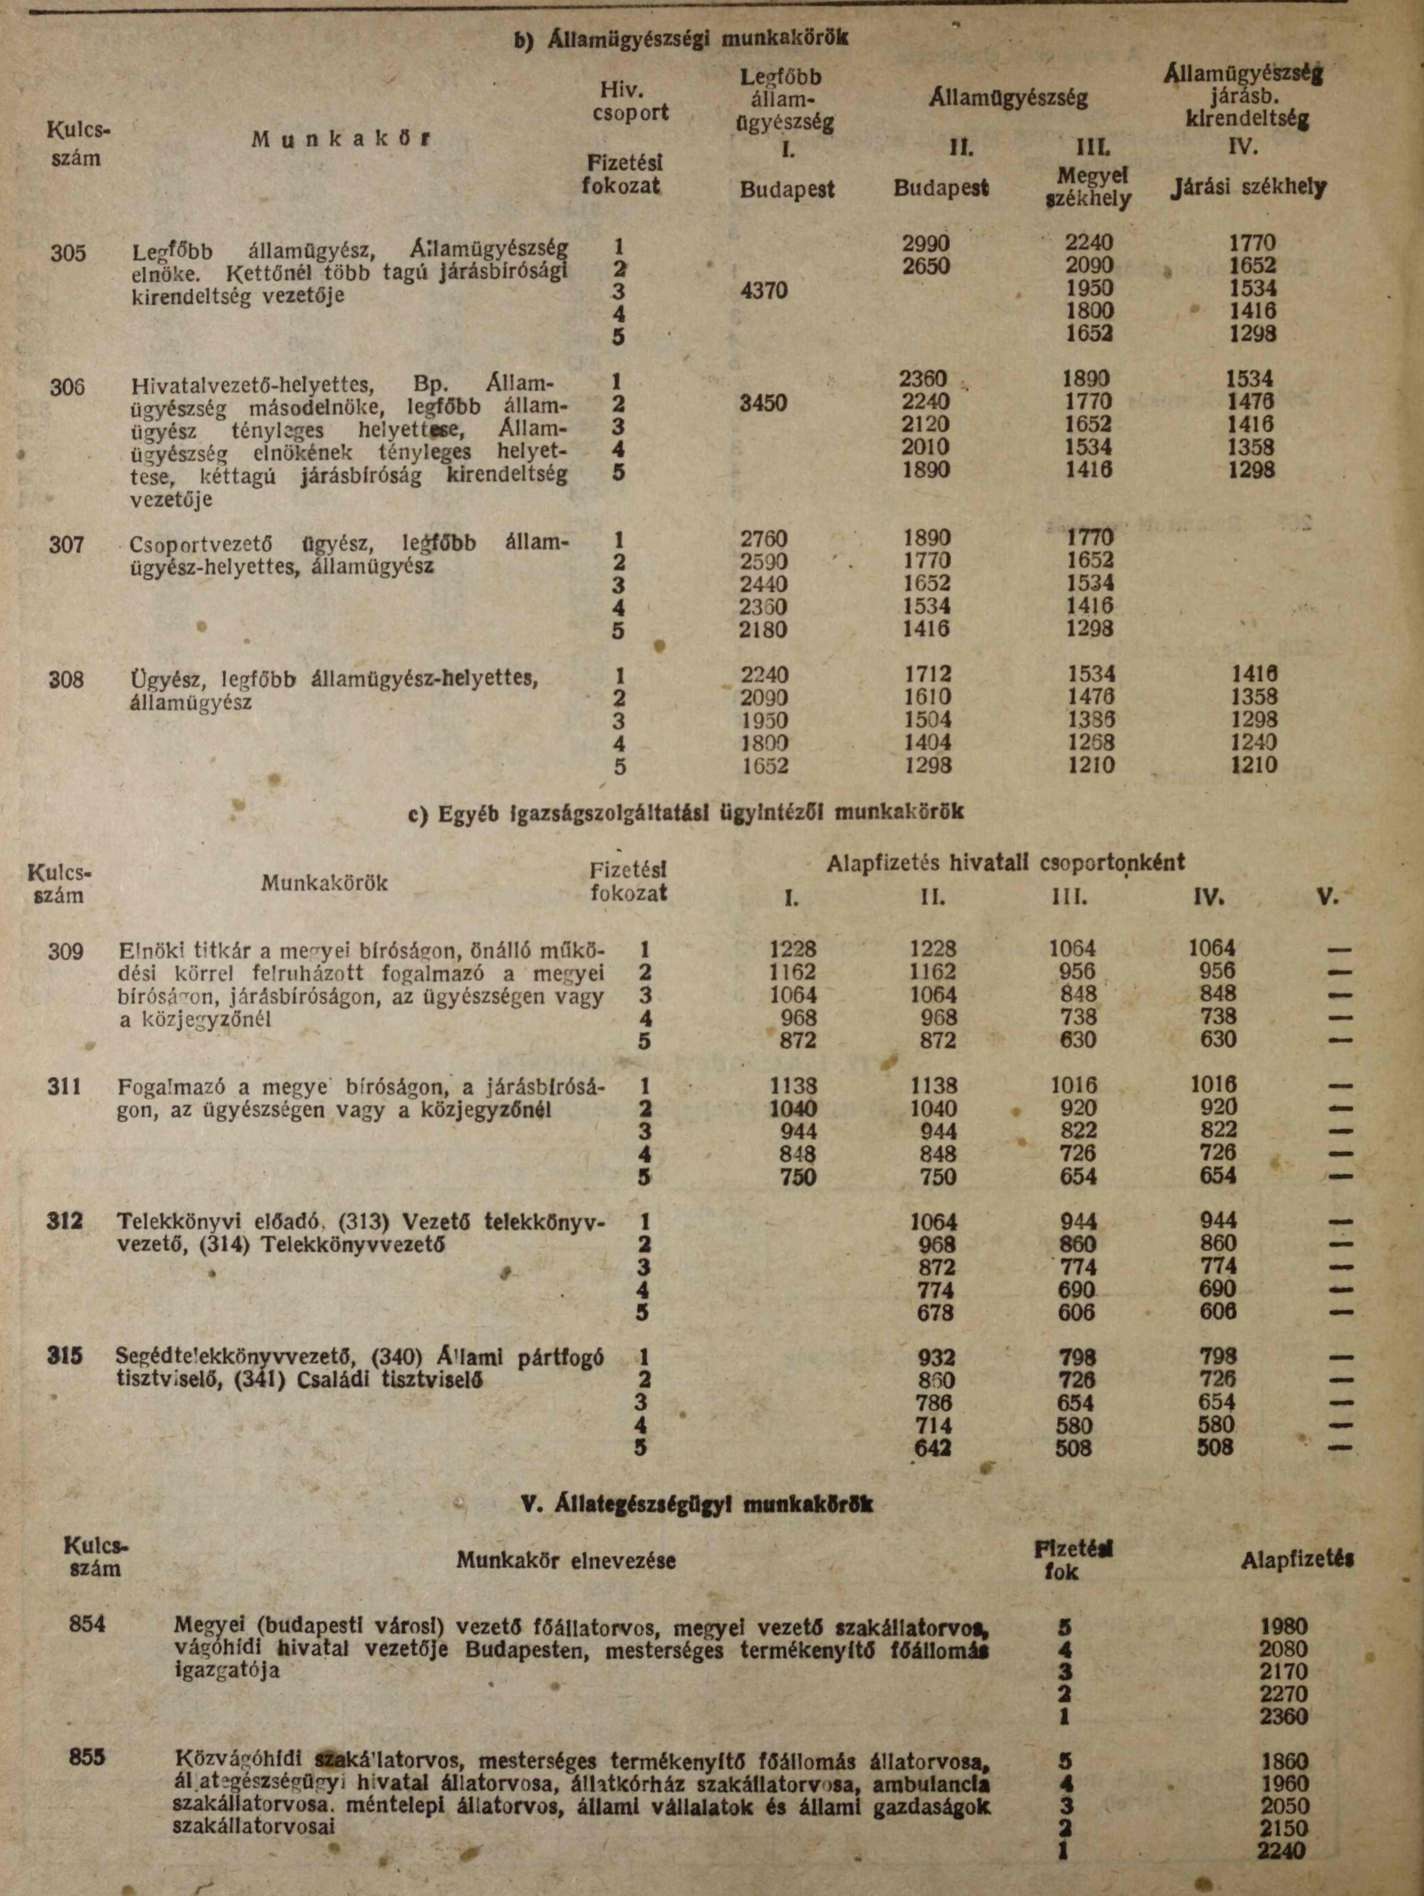 b) Államügyészségi munkakörök
Kulcs-
szám
M u n k a k ö r
Hiv.
csoport
Fizetési
fokozat
Legfőbb
állam-
ügyészség
I.
Budapest
Államügyészség
II. III.
Budapest Megyei
székhely
Államügyészség
járásb.
kirendeltség
IV.
Járási székhely
305 Legfőbb államügyész, Államügyészség 1 2990 2240 1770
elnöke. Kettőnél több tagú járásbírósági 2 2650 2090 1652
kirendeltség vezetője 3 4370 1950 1534
4 1800 1416
5 1652 1298
306 Hivatalvezető-helyettes, Bp. Állam- 1 2360 1890 1534
ügyészség másodelnöke, legfőbb állam- 2 3450 2240 1770 1476
ügyész tényleges helyettese, Állam- 3 2120 1652 1416
ügyészség elnökének tényleges helyet- 4 2010 1534 1358
tese, kéttagú járásbíróság kirendeltség 5 1890 1416 1298
vezetője
307 Csoportvezető ügyész, legfőbb állam- 1 2760 1890 1770
ügyész-helyettes, államügyész 2 2590 1770 1652
3 2440 1652 1534
4 2360 1534 1416
5 2180 1416 1298
308 Ügyész, legfőbb államügyész-helyettes, 1 2240 1712 1534 1416
államügyész 2 2090 1610 1476 1358
3 1950 1504 1386 1298
4 1800 1404 1268 1240
5 1652 1298 1210 1210
c) Egyéb igazságszolgáltatási ügyintézői munkakörök
Kulcs-
szám
Munkakörök
Fizetési
fokozat
Alapfizetés hivatali csoportonként
I. II. III. IV. V.
309 Elnöki titkár a megyei bíróságon, önálló műkö- 1 1228 1228 1064 1064 —
dési körrel felruházott fogalmazó a megyei 2 1162 1162 956 956 —
bíróságon, járásbíróságon, az ügyészségen vagy 3 1064 1064 848 848 —
a közjegyzőnél 4 968 968 738 738 —
5 872 872 630 630 —
311 Fogalmazó a megye bíróságon, a járásbírósá- 1 1138 1138 1016 1016 —
gon, az ügyészségen vagy a közjegyzőnél 2 1040 1040 920 920 —
3 944 944 822 822 —
4 848 848 726 726 —
5 750 750 654 654 —
312 Telekkönyvi előadó, (313) Vezető telekkönyv- 1 1064 944 944 —
vezető, (314) Telekkönyvvezető 2 968 860 860 —
3 872 774 774 —
4 774 690 690 —
5 678 606 606 —
315 Segédtelekkönyvvezető, (340) Állami pártfogó 1 932 798 798 —
tisztviselő, (341) Családi tisztviselő 2 860 726 726 —
3 786 654 654 —
4 714 580 580 —
5 642 508 508 —
V. Állategészségügyi munkakörök
Kulcs-
szám
Munkakör elnevezése
Fizetési
fok
Alapfizetés
854 Megyei (budapesti városi) vezető főállatorvos, megyei vezető szakállatorvos, 5 1980
vágóhídi hivatal vezetője Budapesten, mesterséges termékenyítő főállomás 4 2080
igazgatója 3 2170
2 2270
1 2360
855 Közvágóhídi szakállatorvos, mesterséges termékenyítő főállomás állatorvosa, 5 1860
állategészségügyi hivatal állatorvosa, állatkórház szakállatorvosa, ambulancia 4 1960
szakállatorvosa. méntelepi állatorvos, állami vállalatok és állami gazdaságok 3 2050
szakállatorvosai 2 2150
1 2240